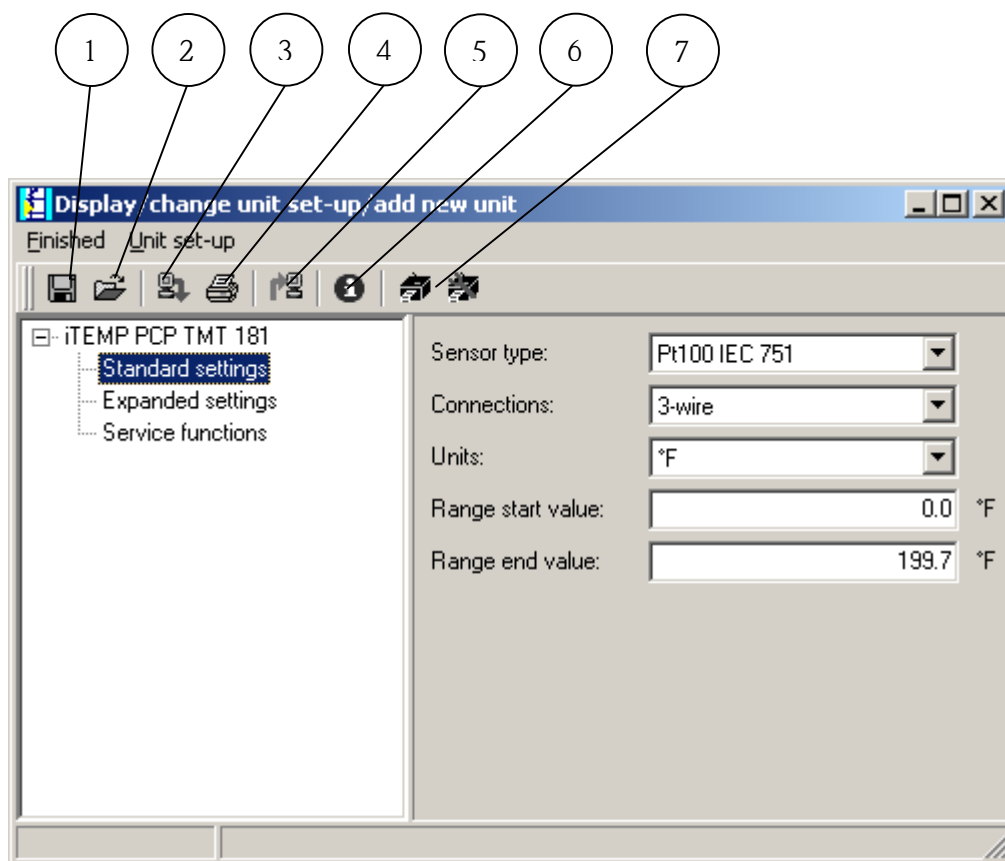 1 2 3 4 5 6 7
Display/change unit set-up/add new unit
Finished Unit set-up
iTEMP PCP TMT 181
Standard settings
Expanded settings
Service functions
Sensor type: Pt100 IEC 751
Connections: 3-wire
Units: °F
Range start value: 0.0 °F
Range end value: 199.7 °F